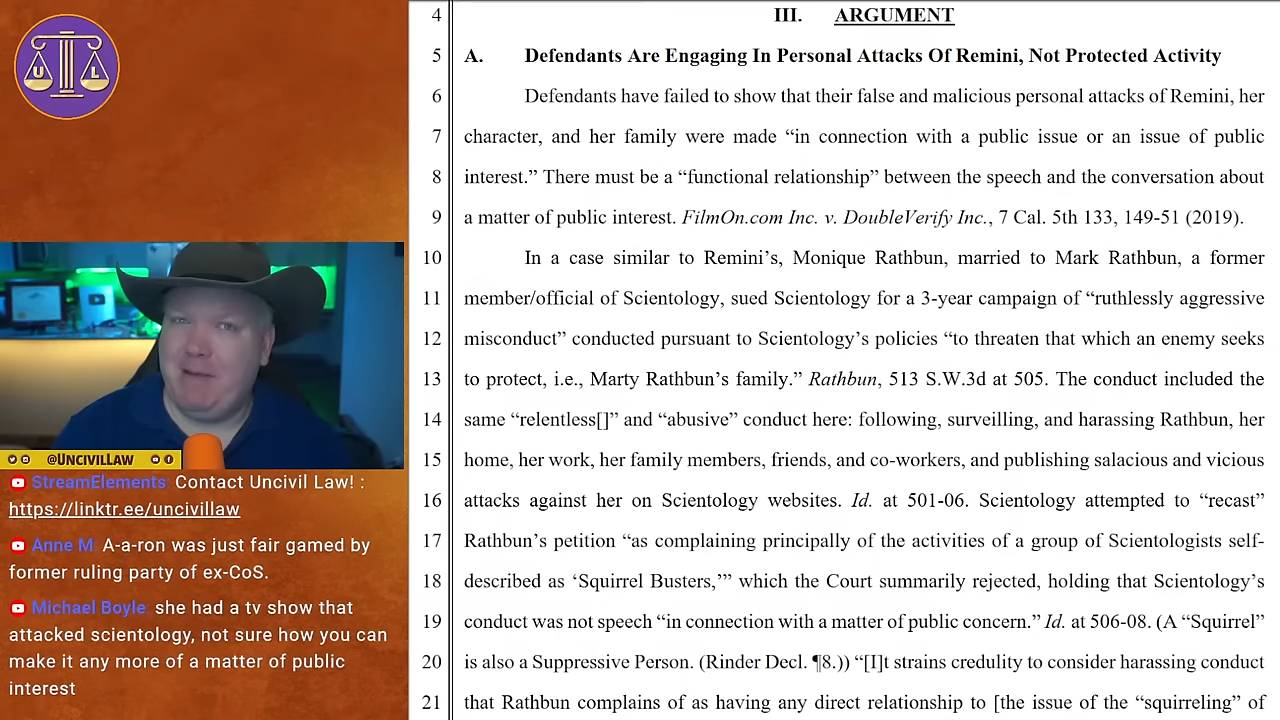 U L
@UNCIVILLAW
StreamElements: Contact Uncivil Law! :
https://linktr.ee/uncivillaw
Anne M: A-a-ron was just fair gamed by
former ruling party of ex-CoS.
Michael Boyle: she had a tv show that
attacked scientology, not sure how you can
make it any more of a matter of public
interest
4 III. ARGUMENT
5 A. Defendants Are Engaging In Personal Attacks Of Remini, Not Protected Activity
6 Defendants have failed to show that their false and malicious personal attacks of Remini, her
7 character, and her family were made “in connection with a public issue or an issue of public
8 interest.” There must be a “functional relationship” between the speech and the conversation about
9 a matter of public interest. FilmOn.com Inc. v. DoubleVerify Inc., 7 Cal. 5th 133, 149-51 (2019).
10 In a case similar to Remini’s, Monique Rathbun, married to Mark Rathbun, a former
11 member/official of Scientology, sued Scientology for a 3-year campaign of “ruthlessly aggressive
12 misconduct” conducted pursuant to Scientology’s policies “to threaten that which an enemy seeks
13 to protect, i.e., Marty Rathbun’s family.” Rathbun, 513 S.W.3d at 505. The conduct included the
14 same “relentless[]” and “abusive” conduct here: following, surveilling, and harassing Rathbun, her
15 home, her work, her family members, friends, and co-workers, and publishing salacious and vicious
16 attacks against her on Scientology websites. Id. at 501-06. Scientology attempted to “recast”
17 Rathbun’s petition “as complaining principally of the activities of a group of Scientologists self-
18 described as ‘Squirrel Busters,’” which the Court summarily rejected, holding that Scientology’s
19 conduct was not speech “in connection with a matter of public concern.” Id. at 506-08. (A “Squirrel”
20 is also a Suppressive Person. (Rinder Decl. ¶8.)) “[I]t strains credulity to consider harassing conduct
21 that Rathbun complains of as having any direct relationship to [the issue of the “squirreling” of